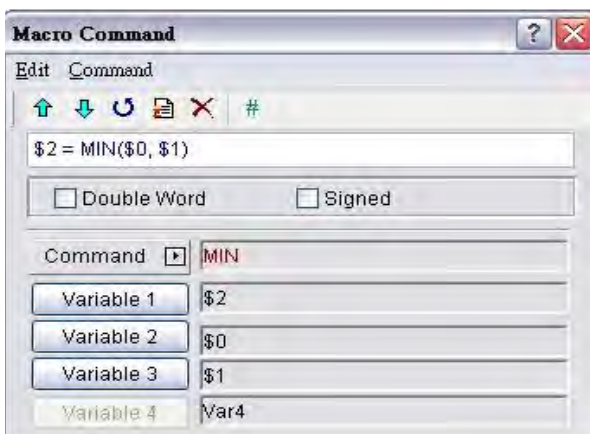 Macro Command
Edit Command
#
$2 = MIN($0, $1)
Double Word Signed
Command MIN
Variable 1 $2
Variable 2 $0
Variable 3 $1
Variable 4 Var4